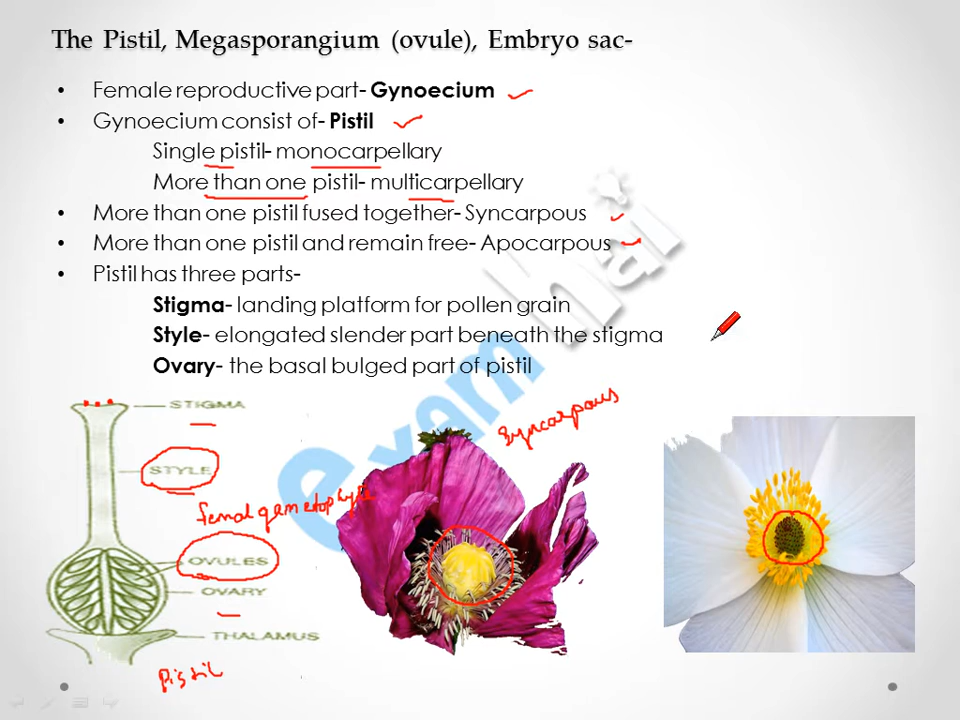 The Pistil, Megasporangium (ovule), Embryo sac-
• Female reproductive part- Gynoecium
• Gynoecium consist of- Pistil
Single pistil- monocarpellary
More than one pistil- multicarpellary
• More than one pistil fused together- Syncarpous
• More than one pistil and remain free- Apocarpous
• Pistil has three parts-
Stigma- landing platform for pollen grain
Style- elongated slender part beneath the stigma
Ovary- the basal bulged part of pistil
examhai
STIGMA
Syncarpous
STYLE
femal gametophyte
OVULES
OVARY
THALAMUS
Pistil